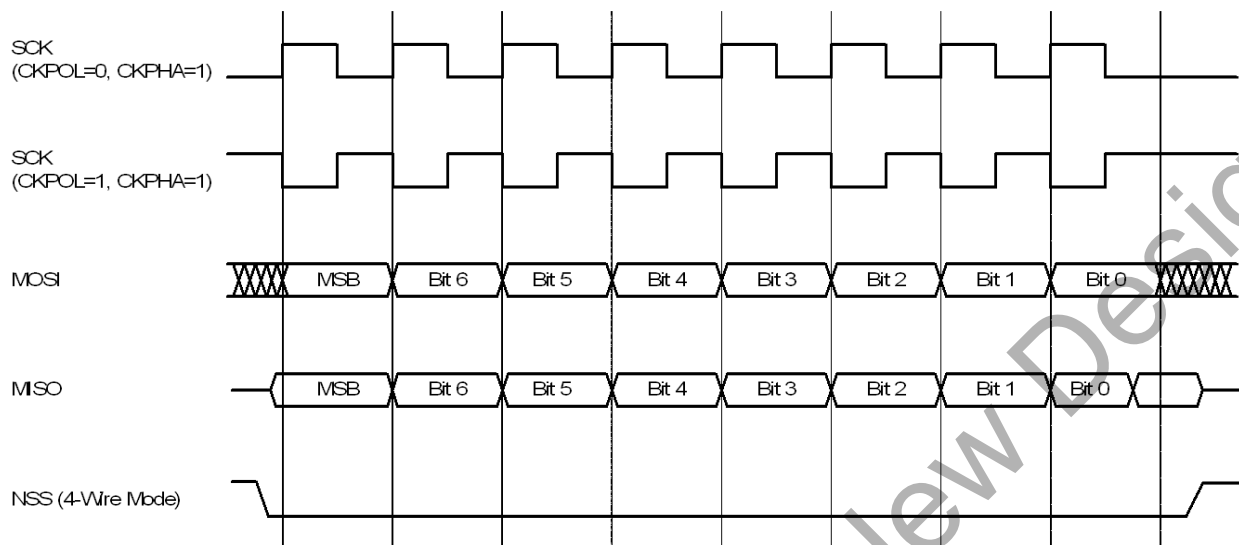 SCK
(CKPOL=0, CKPHA=1)
SCK
(CKPOL=1, CKPHA=1)
MOSI
MSB Bit 6 Bit 5 Bit 4 Bit 3 Bit 2 Bit 1 Bit 0
MISO
MSB Bit 6 Bit 5 Bit 4 Bit 3 Bit 2 Bit 1 Bit 0
NSS (4-Wire Mode)